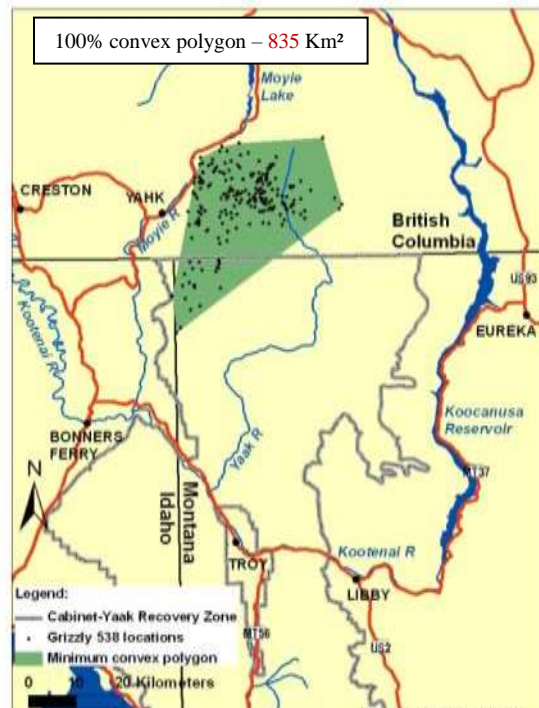 100% convex polygon – 835 Km²
Moyie
Lake
CRESTON
YAHK
Moyie R
British
Columbia
US93
Kootenai R
EUREKA
Koocanusa
Reservoir
BONNERS
FERRY
Yaak R
MT37
N
Montana
Idaho
Kootenai R
TROY
LIBBY
Legend:
Cabinet-Yaak Recovery Zone
Grizzly 538 locations
Minimum convex polygon
MT56
US2
0 10 20 Kilometers